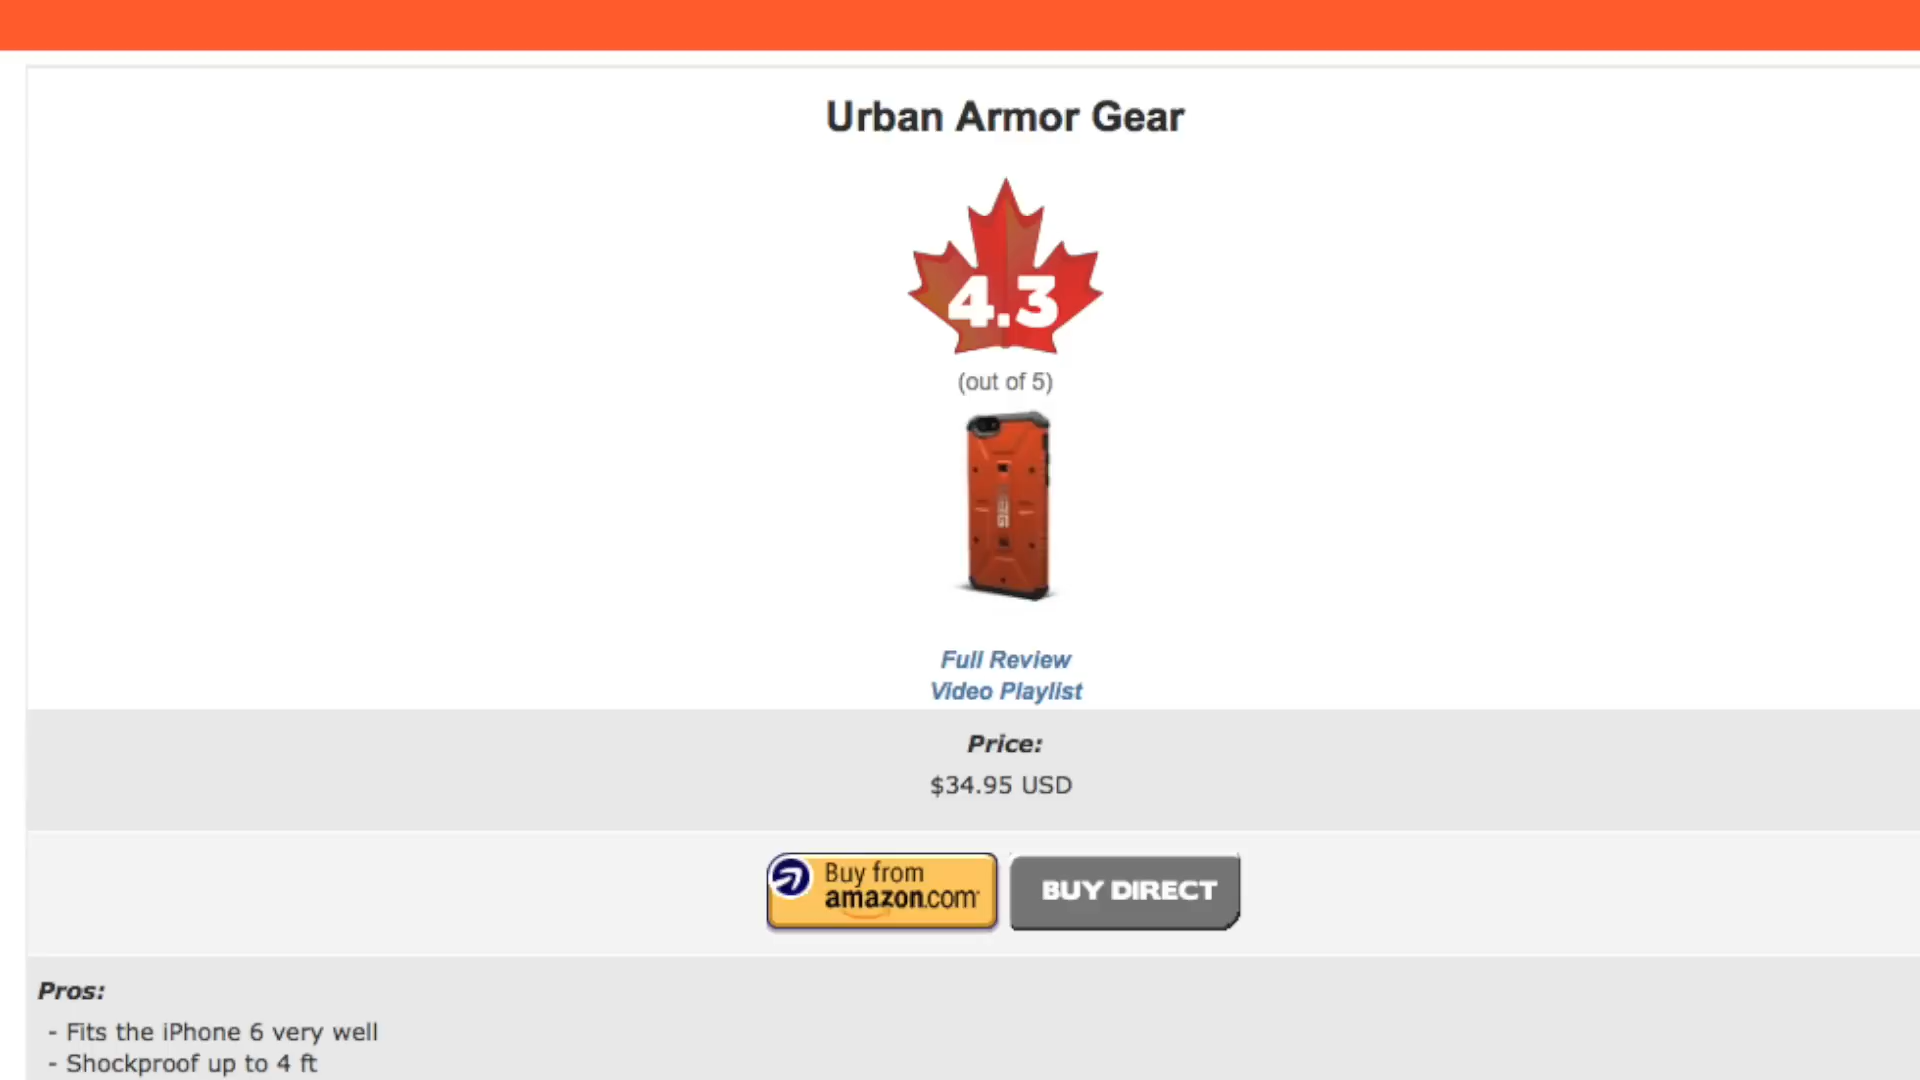 Urban Armor Gear
4.3
(out of 5)
Full Review
Video Playlist
Price:
$34.95 USD
Buy from
amazon.com
BUY DIRECT
Pros:
- Fits the iPhone 6 very well
- Shockproof up to 4 ft